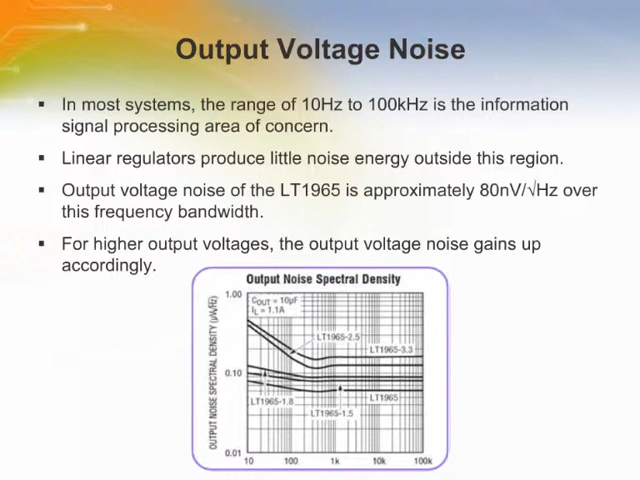 Output Voltage Noise
▪ In most systems, the range of 10Hz to 100kHz is the information
signal processing area of concern.
▪ Linear regulators produce little noise energy outside this region.
▪ Output voltage noise of the LT1965 is approximately 80nV/√Hz over
this frequency bandwidth.
▪ For higher output voltages, the output voltage noise gains up
accordingly.
Output Noise Spectral Density
OUTPUT NOISE SPECTRAL DENSITY (µV/√Hz)
1.00
COUT = 10µF
IL = 1.1A
LT1965-2.5
LT1965-3.3
0.10
LT1965-1.8
LT1965
LT1965-1.5
0.01
10 100 1k 10k 100k